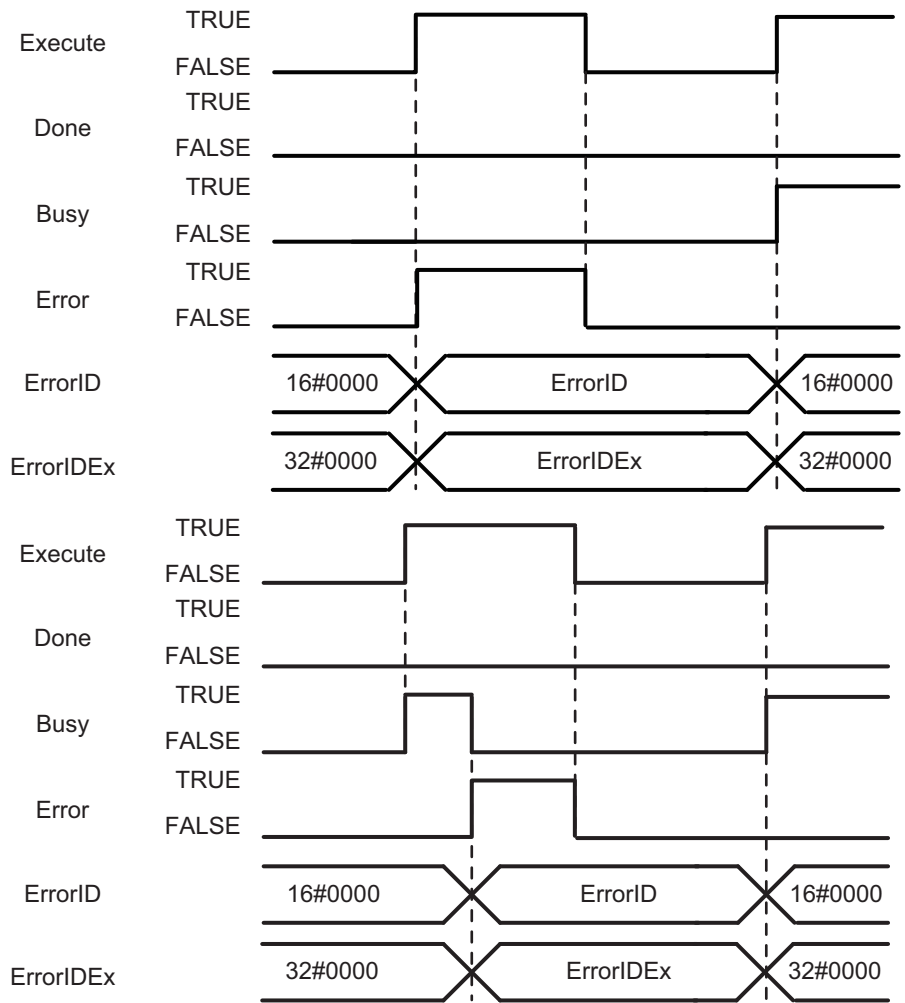 TRUE
Execute
FALSE
TRUE
Done
FALSE
TRUE
Busy
FALSE
TRUE
Error
FALSE
ErrorID 16#0000 ErrorID 16#0000
ErrorIDEx 32#0000 ErrorIDEx 32#0000
TRUE
Execute
FALSE
TRUE
Done
FALSE
TRUE
Busy
FALSE
TRUE
Error
FALSE
ErrorID 16#0000 ErrorID 16#0000
ErrorIDEx 32#0000 ErrorIDEx 32#0000